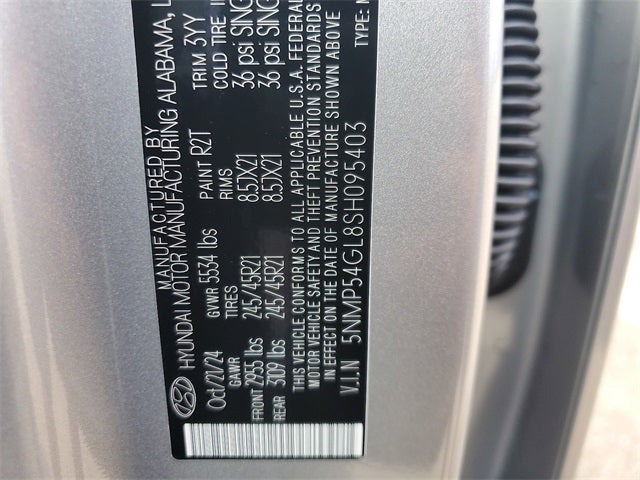 MANUFACTURED BY
HYUNDAI MOTOR MANUFACTURING ALABAMA, L
Oct/21/24 GVWR 5534 lbs PAINT R2T TRIM 3YY
GAWR TIRES RIMS COLD TIRE
FRONT 2955 lbs 245/45R21 8.5JX21 36 psi SING
REAR 3109 lbs 245/45R21 8.5JX21 36 psi SING
THIS VEHICLE CONFORMS TO ALL APPLICABLE U.S.A. FEDERAL
MOTOR VEHICLE SAFETY AND THEFT PREVENTION STANDARDS
IN EFFECT ON THE DATE OF MANUFACTURE SHOWN ABOVE
V.I.N 5NMP54GL8SH095403 TYPE: M